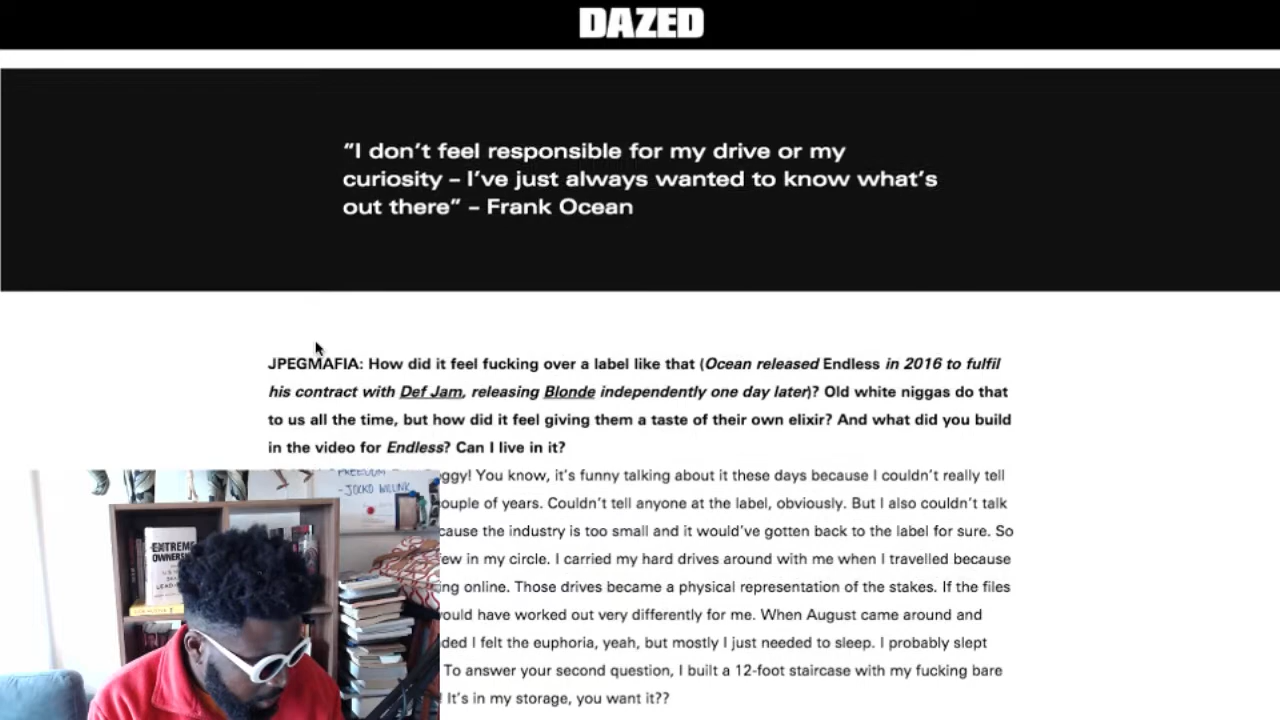 DAZED
“I don’t feel responsible for my drive or my
curiosity – I’ve just always wanted to know what’s
out there” – Frank Ocean
JPEGMAFIA: How did it feel fucking over a label like that (Ocean released Endless in 2016 to fulfil
his contract with Def Jam, releasing Blonde independently one day later)? Old white niggas do that
to us all the time, but how did it feel giving them a taste of their own elixir? And what did you build
in the video for Endless? Can I live in it?
You know, it’s funny talking about it these days because I couldn’t really tell
of years. Couldn’t tell anyone at the label, obviously. But I also couldn’t talk
the industry is too small and it would’ve gotten back to the label for sure. So
in my circle. I carried my hard drives around with me when I travelled because
online. Those drives became a physical representation of the stakes. If the files
have worked out very differently for me. When August came around and
I felt the euphoria, yeah, but mostly I just needed to sleep. I probably slept
To answer your second question, I built a 12-foot staircase with my fucking bare
It’s in my storage, you want it??
- JOCKO WILLINK
EXTREME
OWNERSHIP